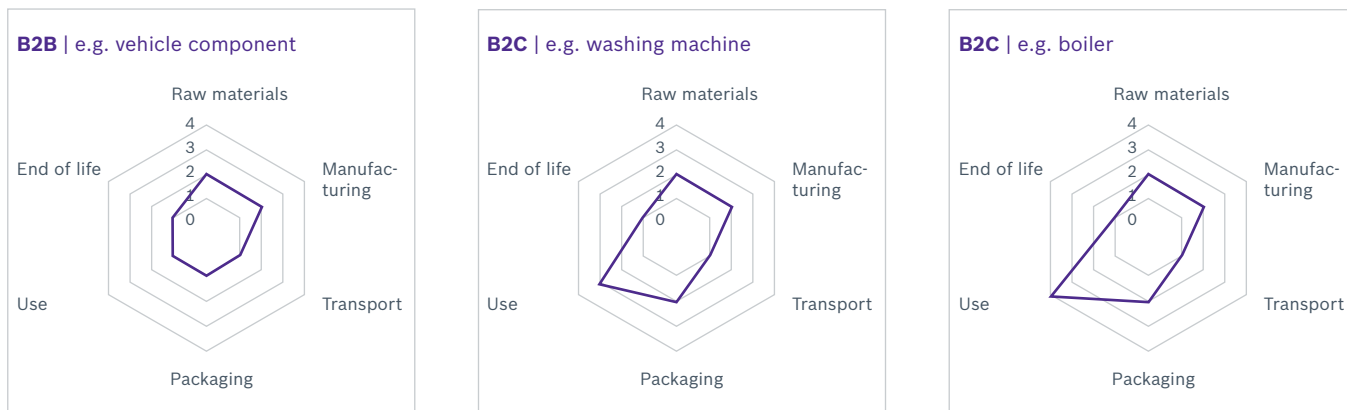 B2B | e.g. vehicle component
Raw materials
4
3
2
1
0
End of life
Manufac-
turing
Use
Transport
Packaging
B2C | e.g. washing machine
Raw materials
4
3
2
1
0
End of life
Manufac-
turing
Use
Transport
Packaging
B2C | e.g. boiler
Raw materials
4
3
2
1
0
End of life
Manufac-
turing
Use
Transport
Packaging